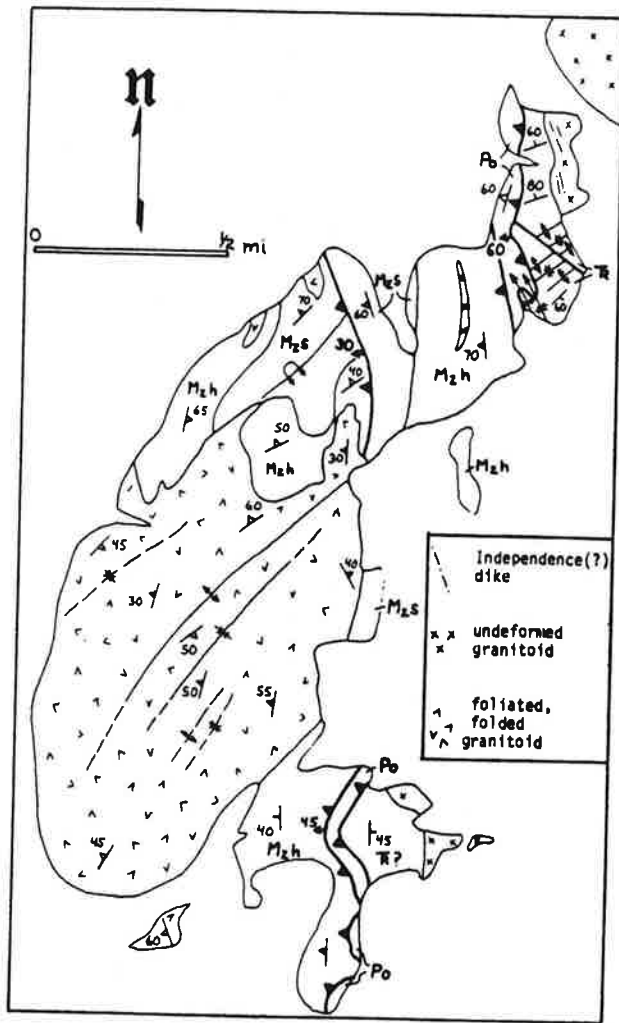 n
0 ½ mi
60
Po
60
80
60
60
Tr
70
Mzs
60
Mzs
30
40
Mzh
70
Mzh
65
50
Mzh
30
Mzh
60
45
40
Mzs
30
50
50
55
Independence(?)
dike
x x undeformed
x granitoid
foliated,
folded
granitoid
Po
45
40
Mzh
45
Tr?
45
60
Po